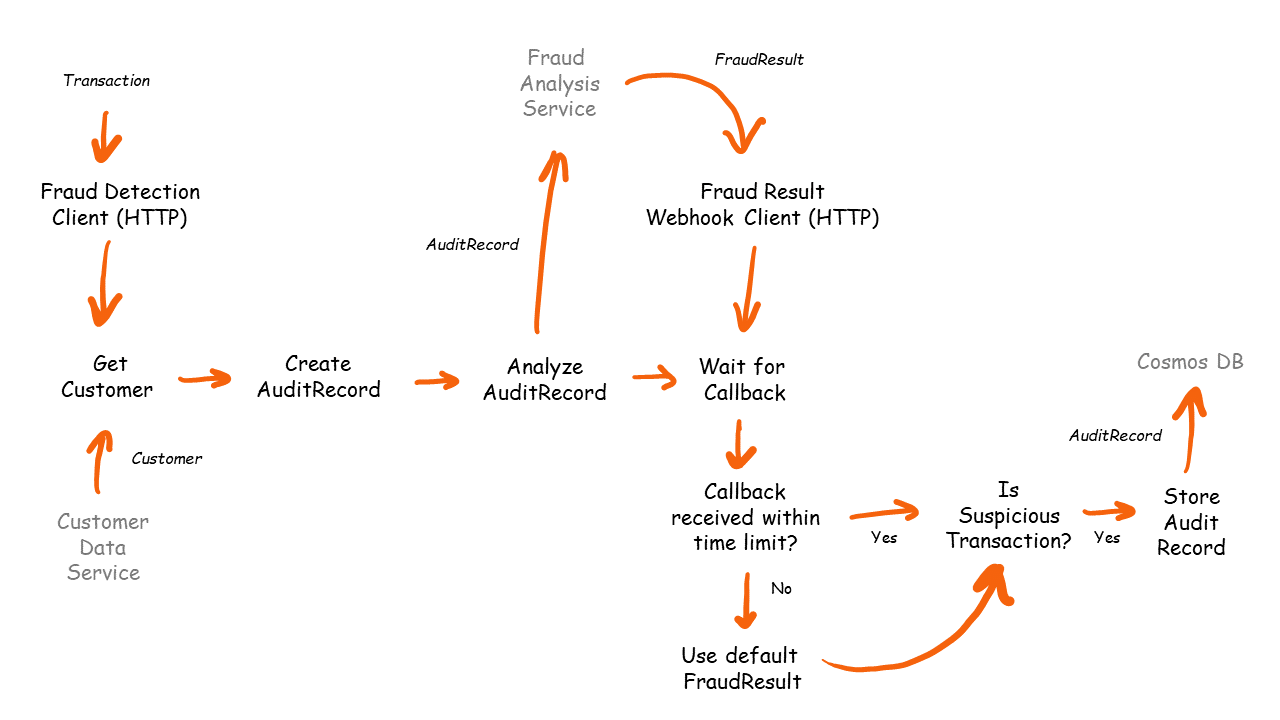 Transaction
Fraud Detection
Client (HTTP)
Get
Customer
Customer
Customer
Data
Service
Create
AuditRecord
Analyze
AuditRecord
AuditRecord
Fraud
Analysis
Service
FraudResult
Fraud Result
Webhook Client (HTTP)
Wait for
Callback
Callback
received within
time limit?
Yes
No
Use default
FraudResult
Is
Suspicious
Transaction?
Yes
Store
Audit
Record
AuditRecord
Cosmos DB